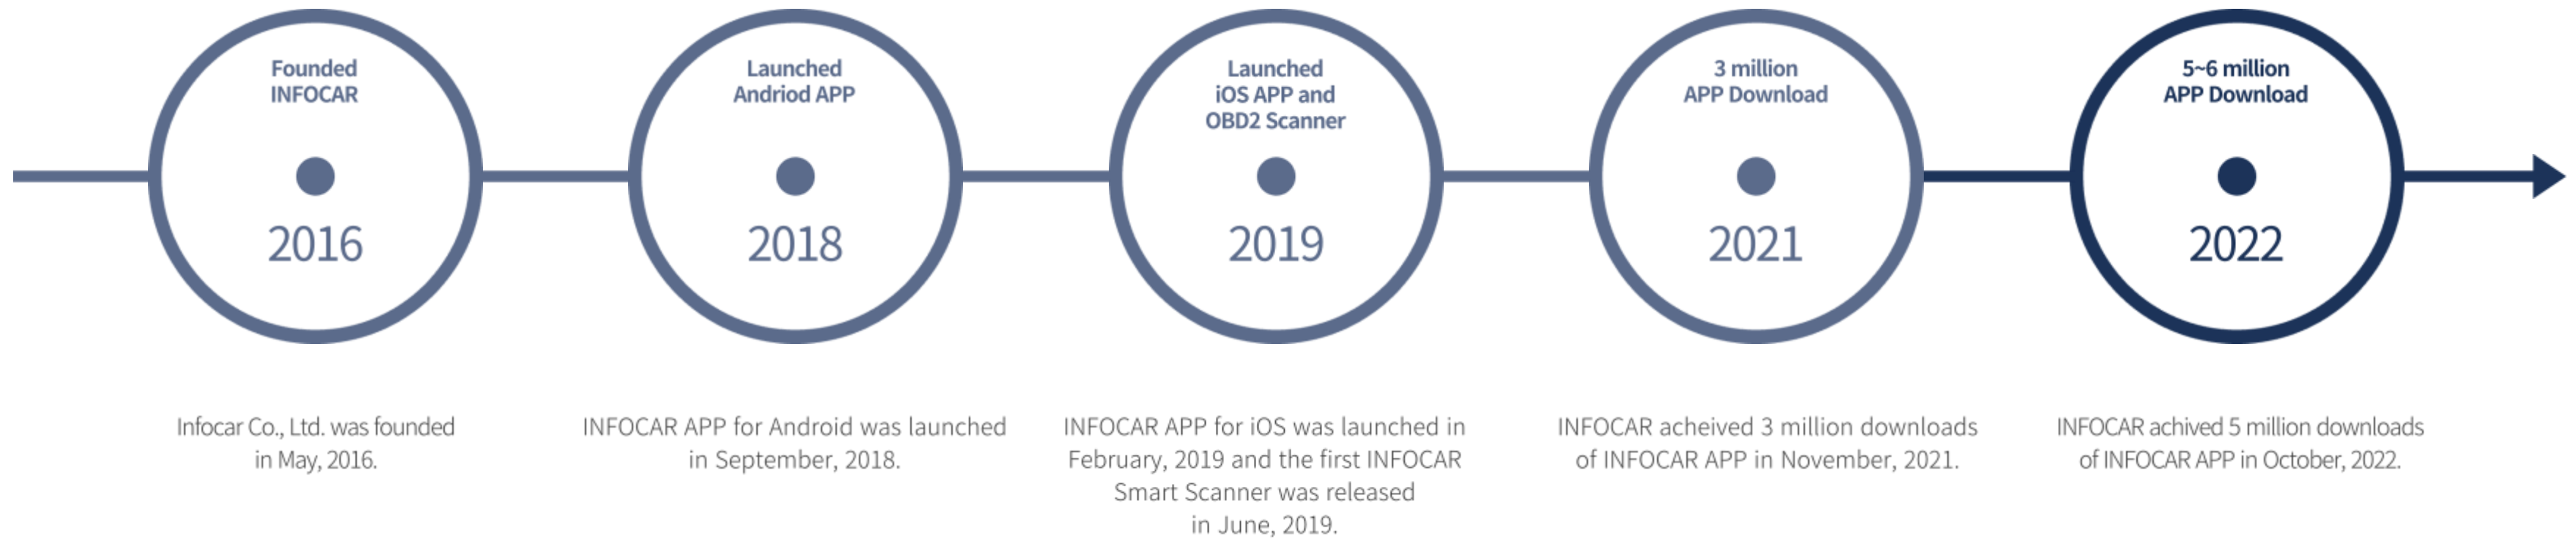 Founded
INFOCAR
2016
Infocar Co., Ltd. was founded
in May, 2016.
Launched
Andriod APP
2018
INFOCAR APP for Android was launched
in September, 2018.
Launched
iOS APP and
OBD2 Scanner
2019
INFOCAR APP for iOS was launched in
February, 2019 and the first INFOCAR
Smart Scanner was released
in June, 2019.
3 million
APP Download
2021
INFOCAR acheived 3 million downloads
of INFOCAR APP in November, 2021.
5~6 million
APP Download
2022
INFOCAR achived 5 million downloads
of INFOCAR APP in October, 2022.